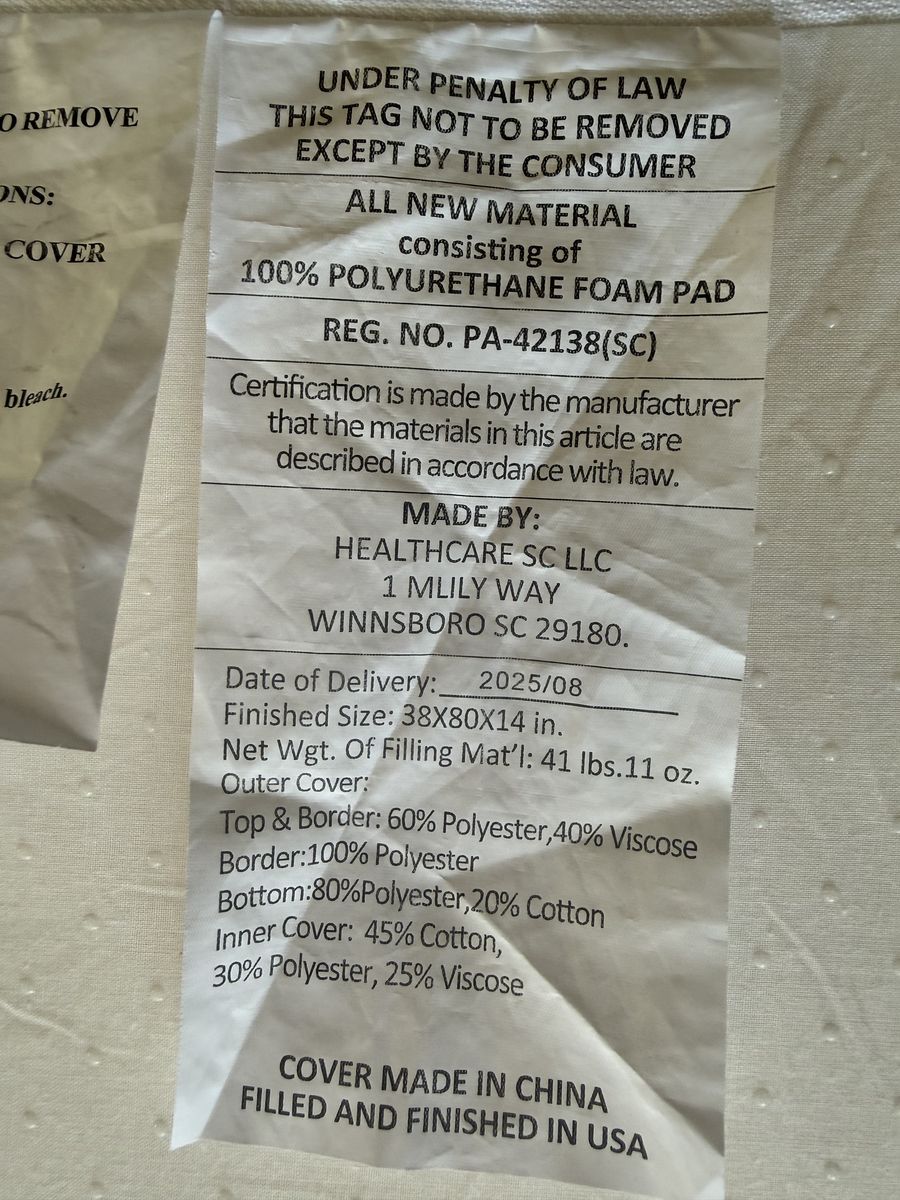 O REMOVE
ONS:
COVER
bleach.
UNDER PENALTY OF LAW
THIS TAG NOT TO BE REMOVED
EXCEPT BY THE CONSUMER
ALL NEW MATERIAL
consisting of
100% POLYURETHANE FOAM PAD
REG. NO. PA-42138(SC)
Certification is made by the manufacturer
that the materials in this article are
described in accordance with law.
MADE BY:
HEALTHCARE SC LLC
1 MLILY WAY
WINNSBORO SC 29180.
Date of Delivery: 2025/08
Finished Size: 38X80X14 in.
Net Wgt. Of Filling Mat'l: 41 lbs.11 oz.
Outer Cover:
Top & Border: 60% Polyester,40% Viscose
Border:100% Polyester
Bottom:80%Polyester,20% Cotton
Inner Cover: 45% Cotton,
30% Polyester, 25% Viscose
COVER MADE IN CHINA
FILLED AND FINISHED IN USA